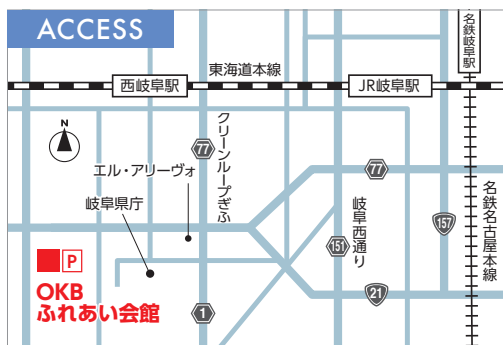 ACCESS
名鉄岐阜駅
東海道本線
西岐阜駅
JR岐阜駅
N
クリーンループぎふ
77
77
エル・アリーヴォ
岐阜県庁
岐阜西通り
151
157
名鉄名古屋本線
P
OKB
ふれあい会館
1
21